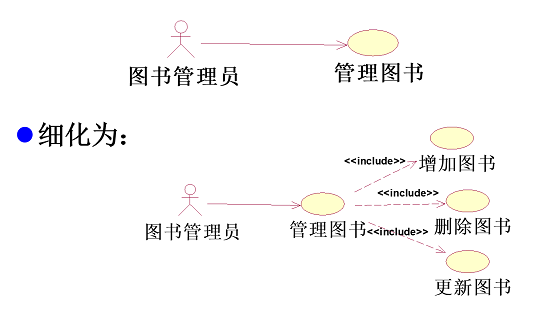 图书管理员
管理图书
细化为：
<<include>>
增加图书
<<include>>
图书管理员
管理图书
<<include>>
删除图书
更新图书